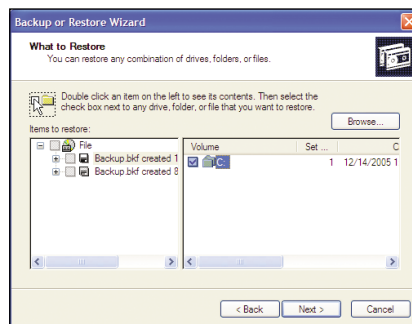 Backup or Restore Wizard
What to Restore
You can restore any combination of drives, folders, or files.
Double click an item on the left to see its contents. Then select the
check box next to any drive, folder, or file that you want to restore.
Browse...
Items to restore:
File
Backup.bkf created 1
Backup.bkf created 8
Volume Set ... C
C: 1 12/14/2005 1
< Back Next > Cancel